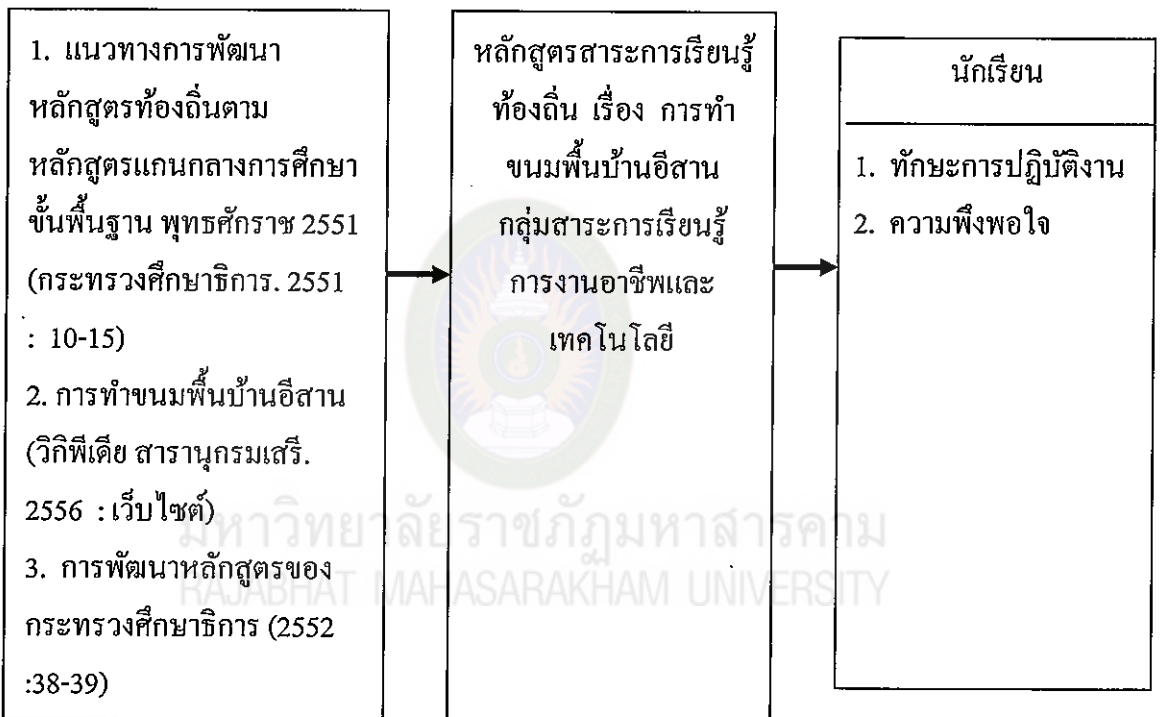 1. แนวทางการพัฒนา
หลักสูตรท้องถิ่นตาม
หลักสูตรแกนกลางการศึกษา
ขั้นพื้นฐาน พุทธศักราช 2551
(กระทรวงศึกษาธิการ. 2551
: 10-15)
2. การทำขนมพื้นบ้านอีสาน
(วิกิพีเดีย สารานุกรมเสรี.
2556 : เว็บไซต์)
3. การพัฒนาหลักสูตรของ
กระทรวงศึกษาธิการ (2552
:38-39)
หลักสูตรสาระการเรียนรู้
ท้องถิ่น เรื่อง การทำ
ขนมพื้นบ้านอีสาน
กลุ่มสาระการเรียนรู้
การงานอาชีพและ
เทคโนโลยี
นักเรียน
1. ทักษะการปฏิบัติงาน
2. ความพึงพอใจ
มหาวิทยาลัยราชภัฏมหาสารคาม
RAJABHAT MAHASARAKHAM UNIVERSITY